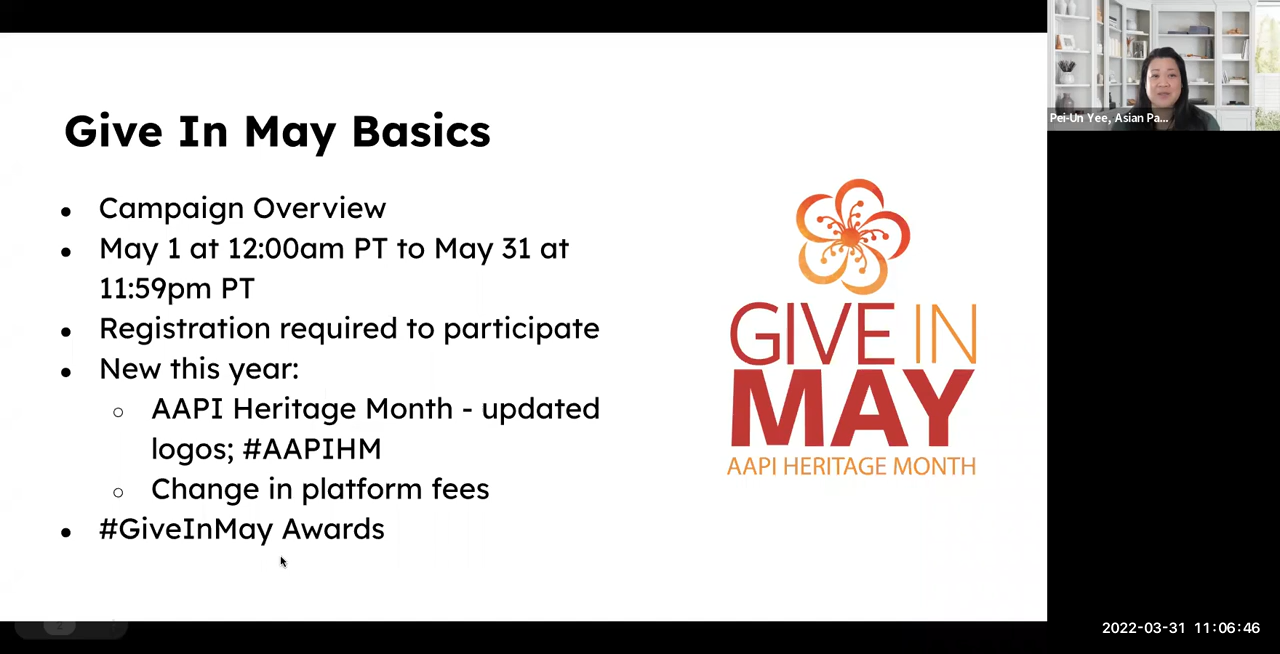 Give In May Basics
● Campaign Overview
● May 1 at 12:00am PT to May 31 at
11:59pm PT
● Registration required to participate
● New this year:
○ AAPI Heritage Month - updated
logos; #AAPIHM
○ Change in platform fees
● #GiveInMay Awards
GIVE IN
MAY
AAPI HERITAGE MONTH
Pei-Un Yee, Asian Pa...
2022-03-31 11:06:46